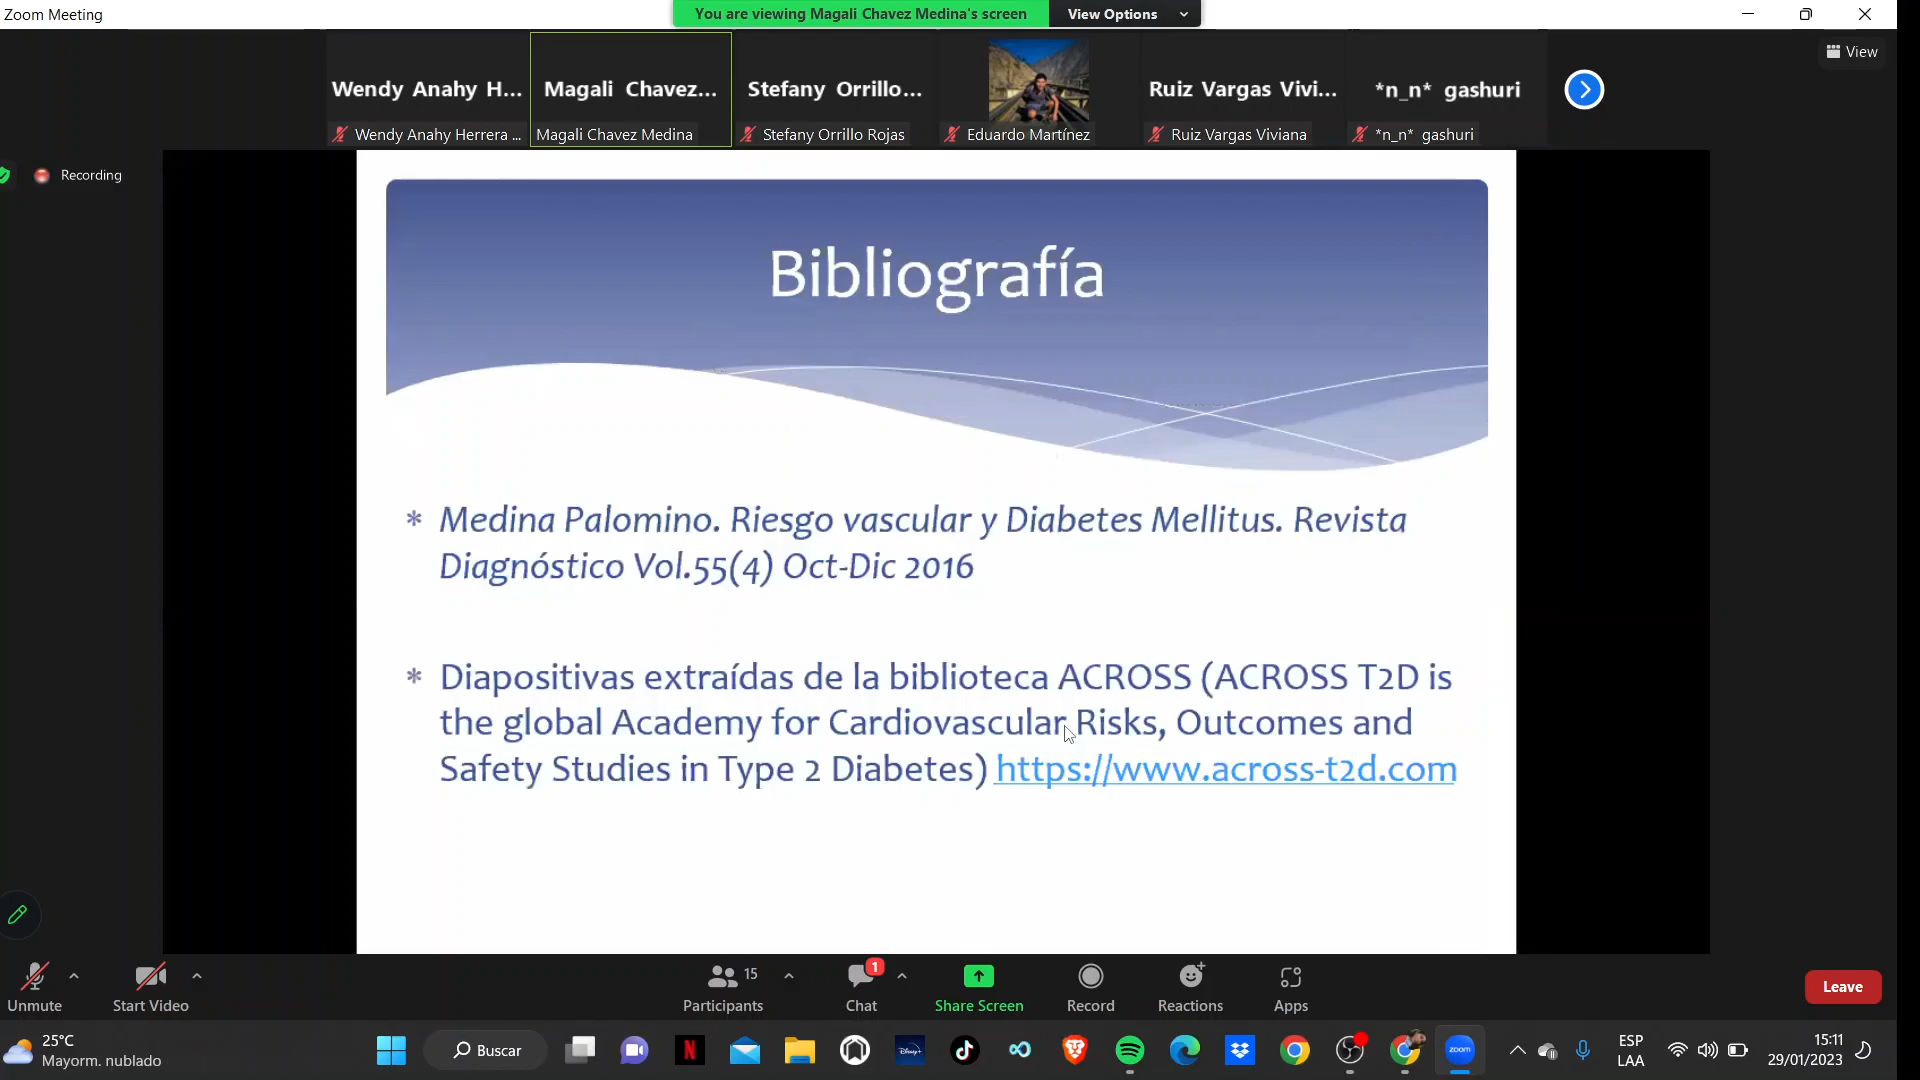 Zoom Meeting
You are viewing Magali Chavez Medina's screen
View Options
View
Wendy Anahy H...
Magali Chavez...
Stefany Orrillo...
Ruiz Vargas Vivi...
*n_n* gashuri
Wendy Anahy Herrera ...
Magali Chavez Medina
Stefany Orrillo Rojas
Eduardo Martínez
Ruiz Vargas Viviana
*n_n* gashuri
Recording
Bibliografía
* Medina Palomino. Riesgo vascular y Diabetes Mellitus. Revista
Diagnóstico Vol.55(4) Oct-Dic 2016
* Diapositivas extraídas de la biblioteca ACROSS (ACROSS T2D is
the global Academy for Cardiovascular Risks, Outcomes and
Safety Studies in Type 2 Diabetes) https://www.across-t2d.com
15
1
Unmute
Start Video
Participants
Chat
Share Screen
Record
Reactions
Apps
Leave
25°C
Mayorm. nublado
Buscar
N
Disney+
zoom
ESP
LAA
15:11
29/01/2023